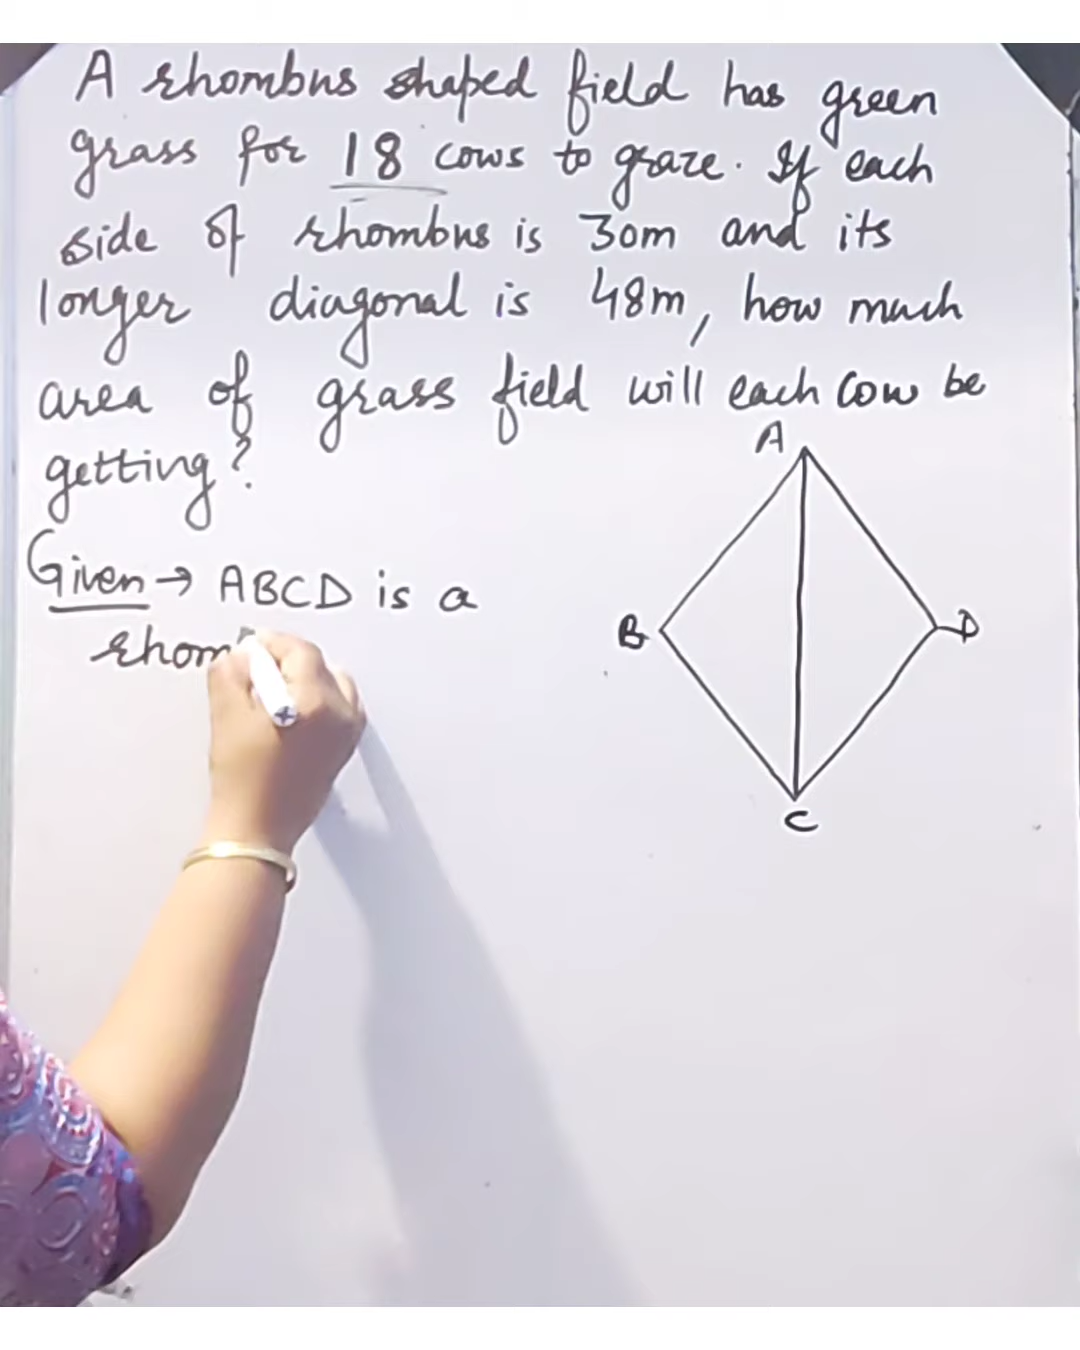 A rhombus shaped field has green
grass for 18 cows to graze. If each
side of rhombus is 30m and its
longer diagonal is 48m, how much
area of grass field will each cow be
getting?
A
Given → ABCD is a
B
D
rhom
C